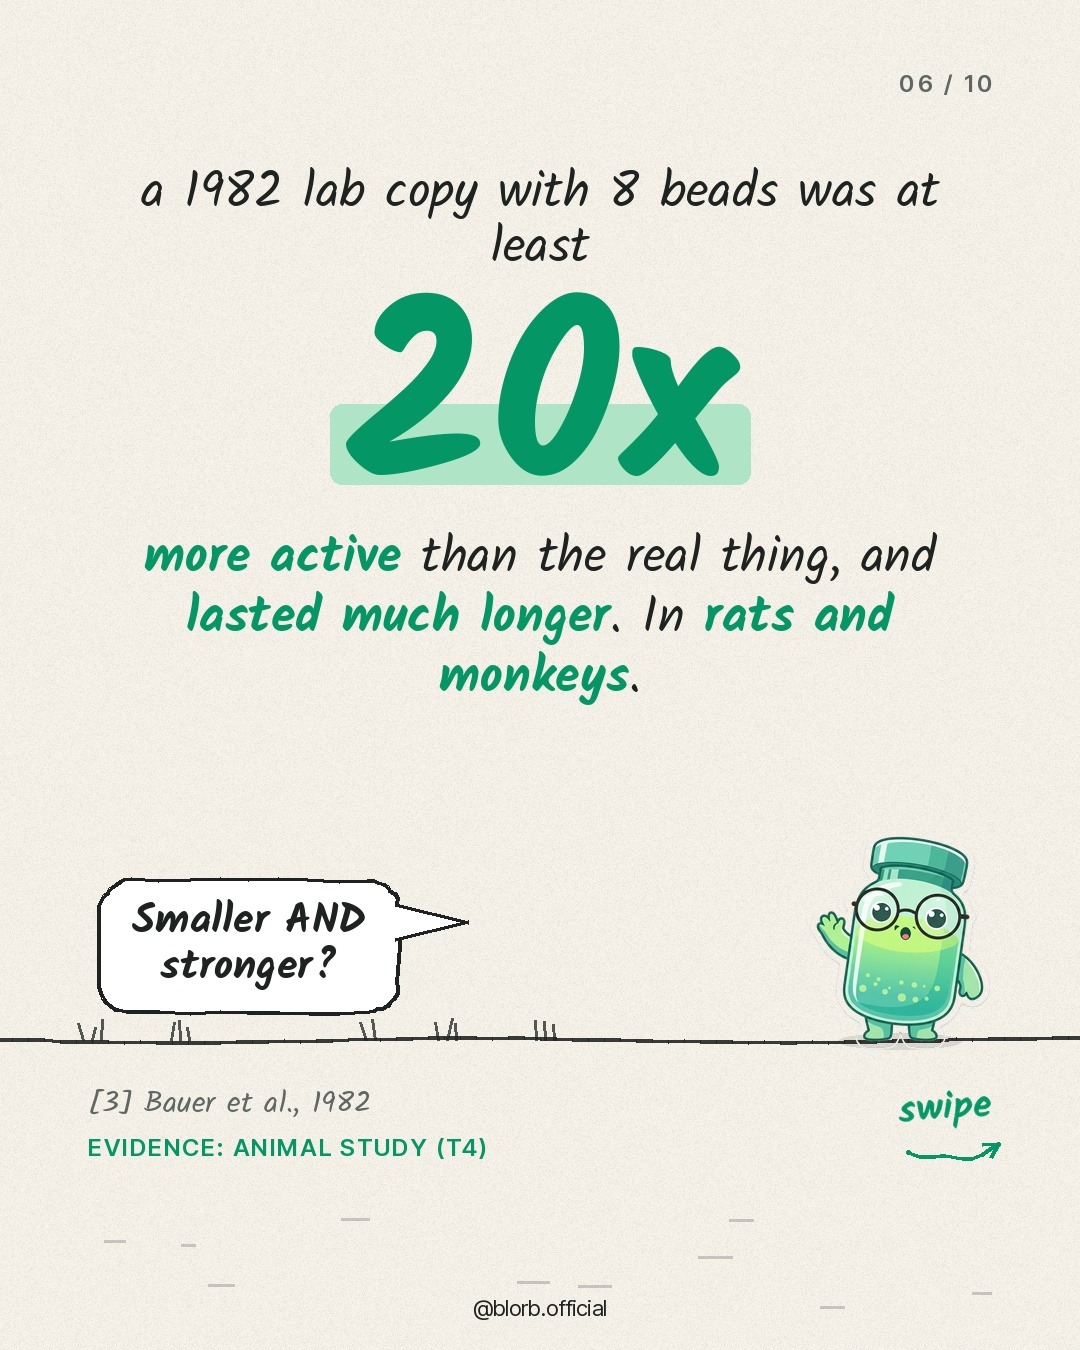 06 / 10
a 1982 lab copy with 8 beads was at
least
20x
more active than the real thing, and
lasted much longer. In rats and
monkeys.
Smaller AND
stronger?
[3] Bauer et al., 1982
EVIDENCE: ANIMAL STUDY (T4)
swipe
@blorb.official